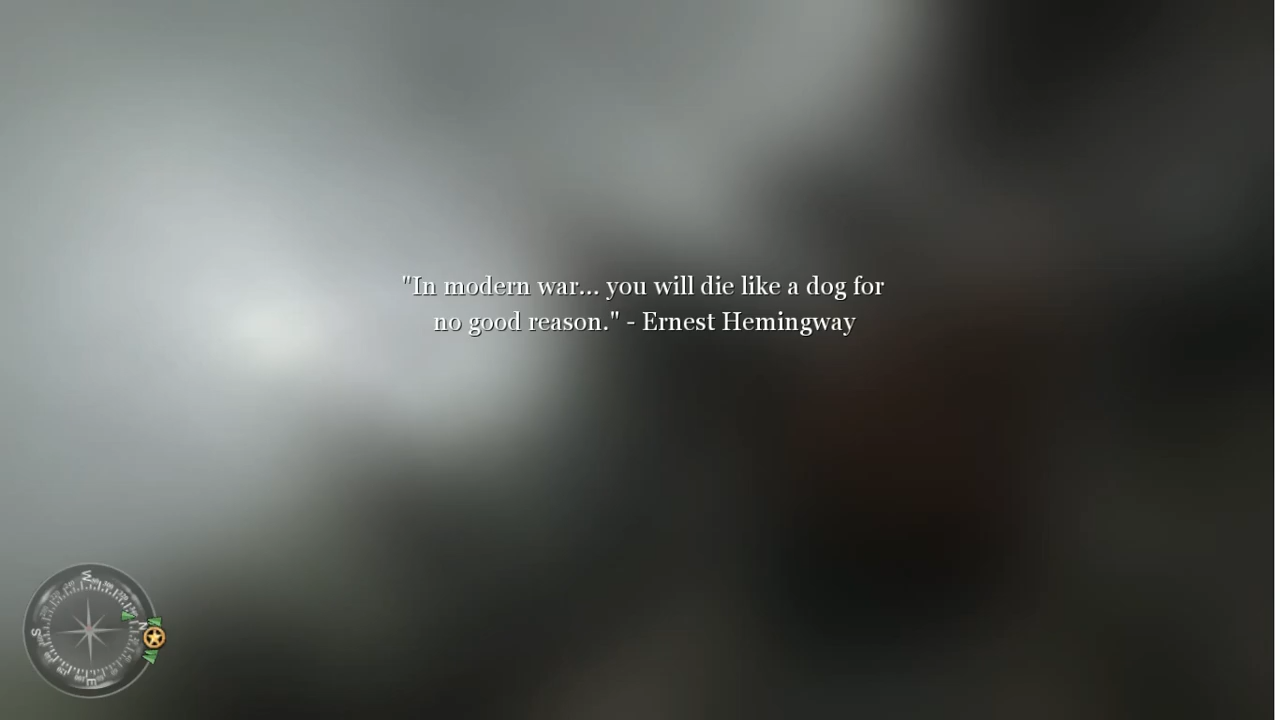 "In modern war... you will die like a dog for
no good reason." - Ernest Hemingway
W
N
S
E